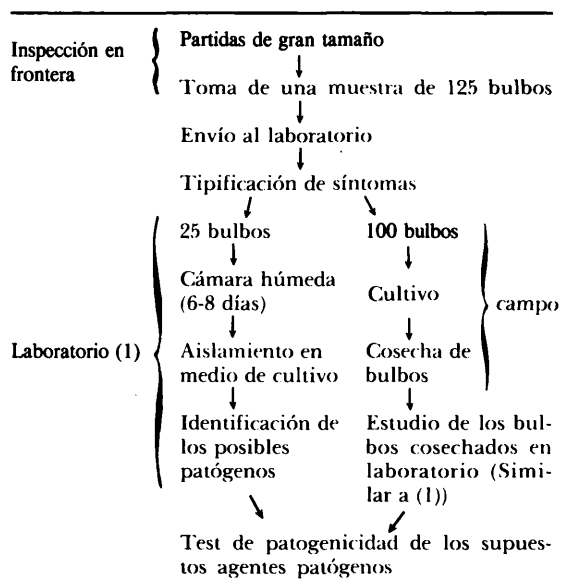 Inspección en
frontera
Partidas de gran tamaño
Toma de una muestra de 125 bulbos
Envío al laboratorio
Tipificación de síntomas
Laboratorio (1)
25 bulbos
Cámara húmeda
(6-8 días)
Aislamiento en
medio de cultivo
Identificación de
los posibles
patógenos
100 bulbos
Cultivo
Cosecha de
bulbos
campo
Estudio de los bul-
bos cosechados en
laboratorio (Simi-
lar a (1))
Test de patogenicidad de los supues-
tos agentes patógenos